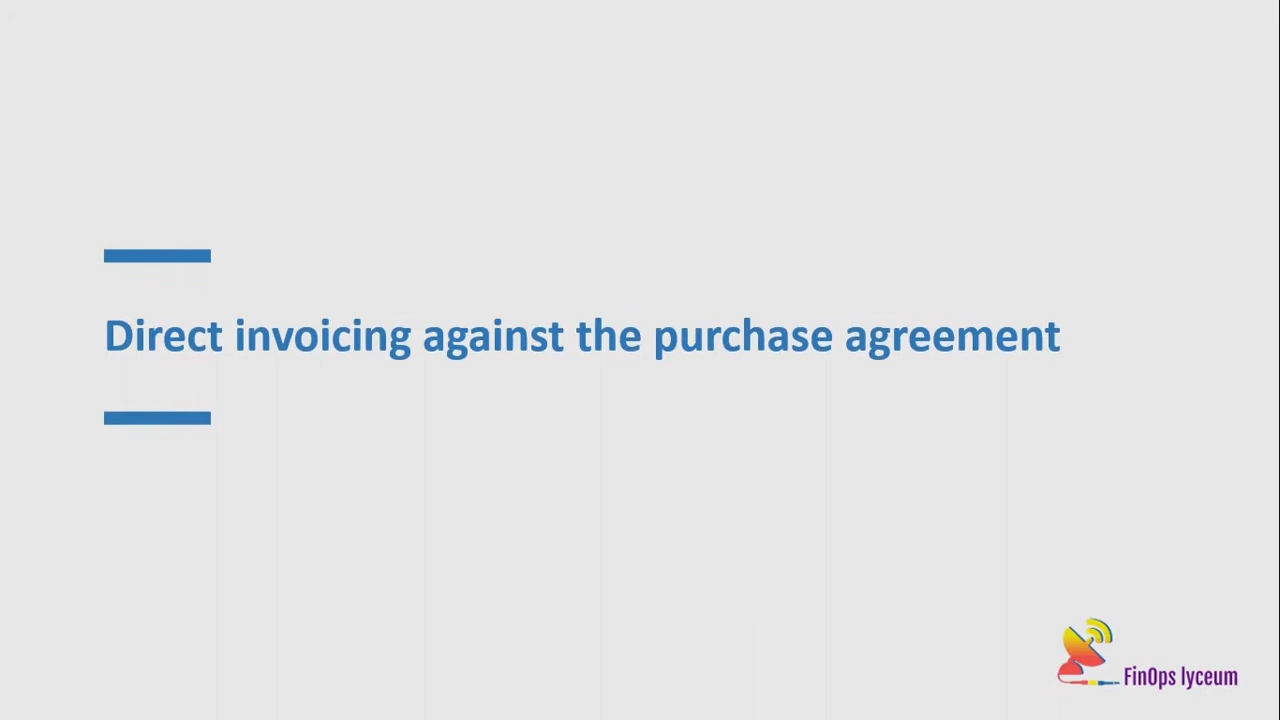 Direct invoicing against the purchase agreement
FinOps lyceum